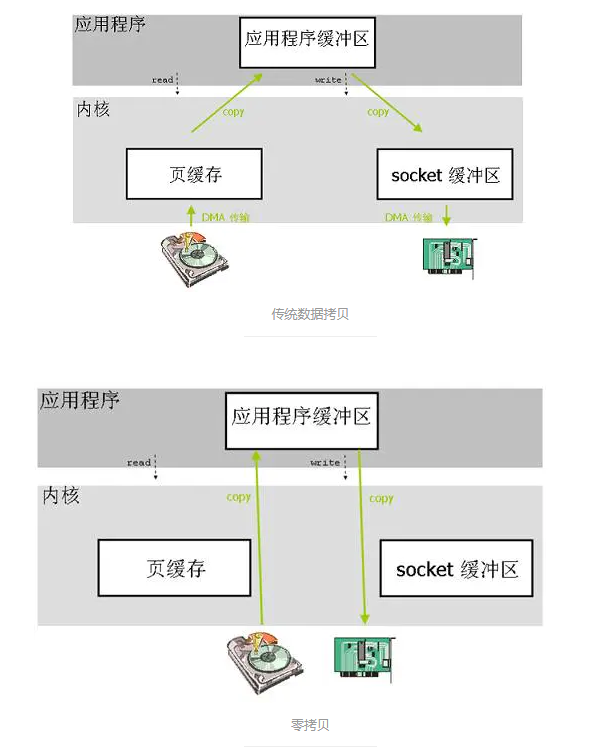 应用程序
应用程序缓冲区
read
write
copy
copy
内核
页缓存
socket 缓冲区
DMA 传输
DMA 传输
传统数据拷贝
应用程序
应用程序缓冲区
read
write
内核
copy
copy
页缓存
socket 缓冲区
零拷贝